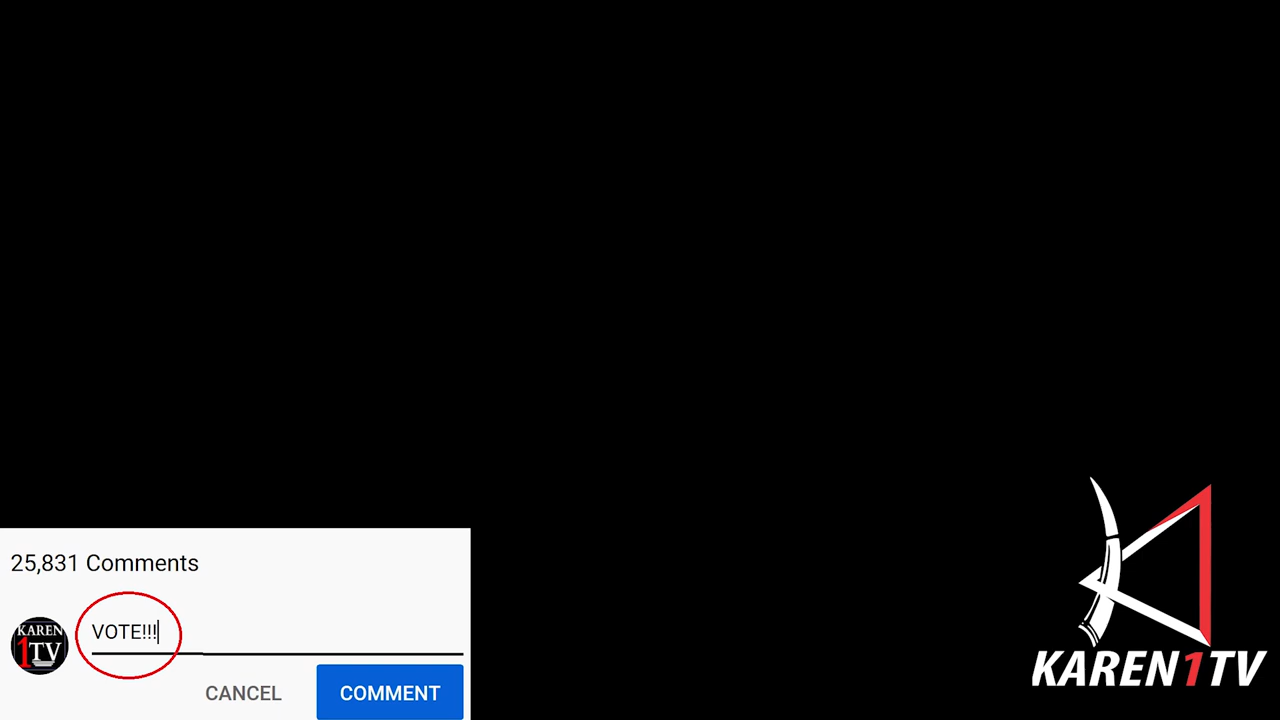 25,831 Comments
KAREN
1TV
VOTE!!!
CANCEL
COMMENT
KAREN1TV